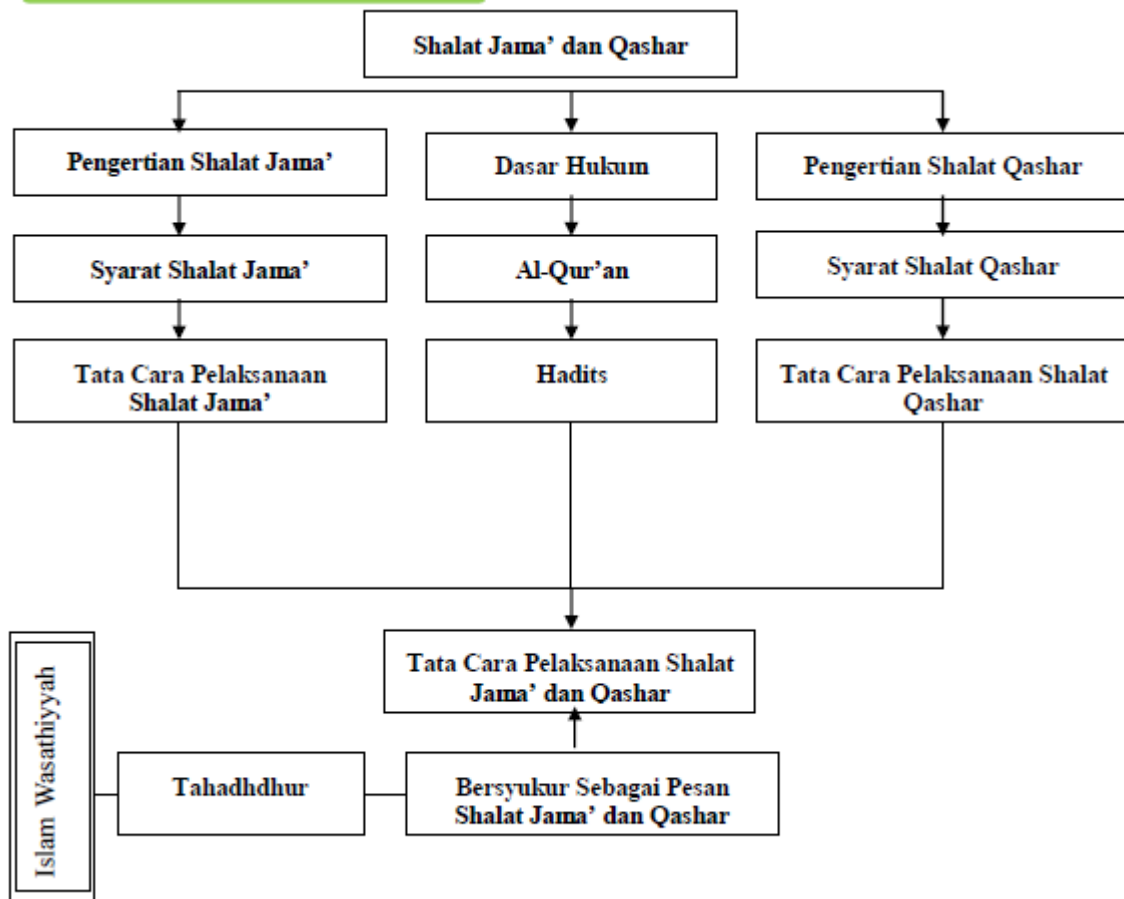 Shalat Jama’ dan Qashar
Pengertian Shalat Jama’
Dasar Hukum
Pengertian Shalat Qashar
Syarat Shalat Jama’
Al-Qur’an
Syarat Shalat Qashar
Tata Cara Pelaksanaan
Shalat Jama’
Hadits
Tata Cara Pelaksanaan Shalat
Qashar
Tata Cara Pelaksanaan Shalat
Jama’ dan Qashar
Islam Wasathiyyah
Tahadhdhur
Bersyukur Sebagai Pesan
Shalat Jama’ dan Qashar